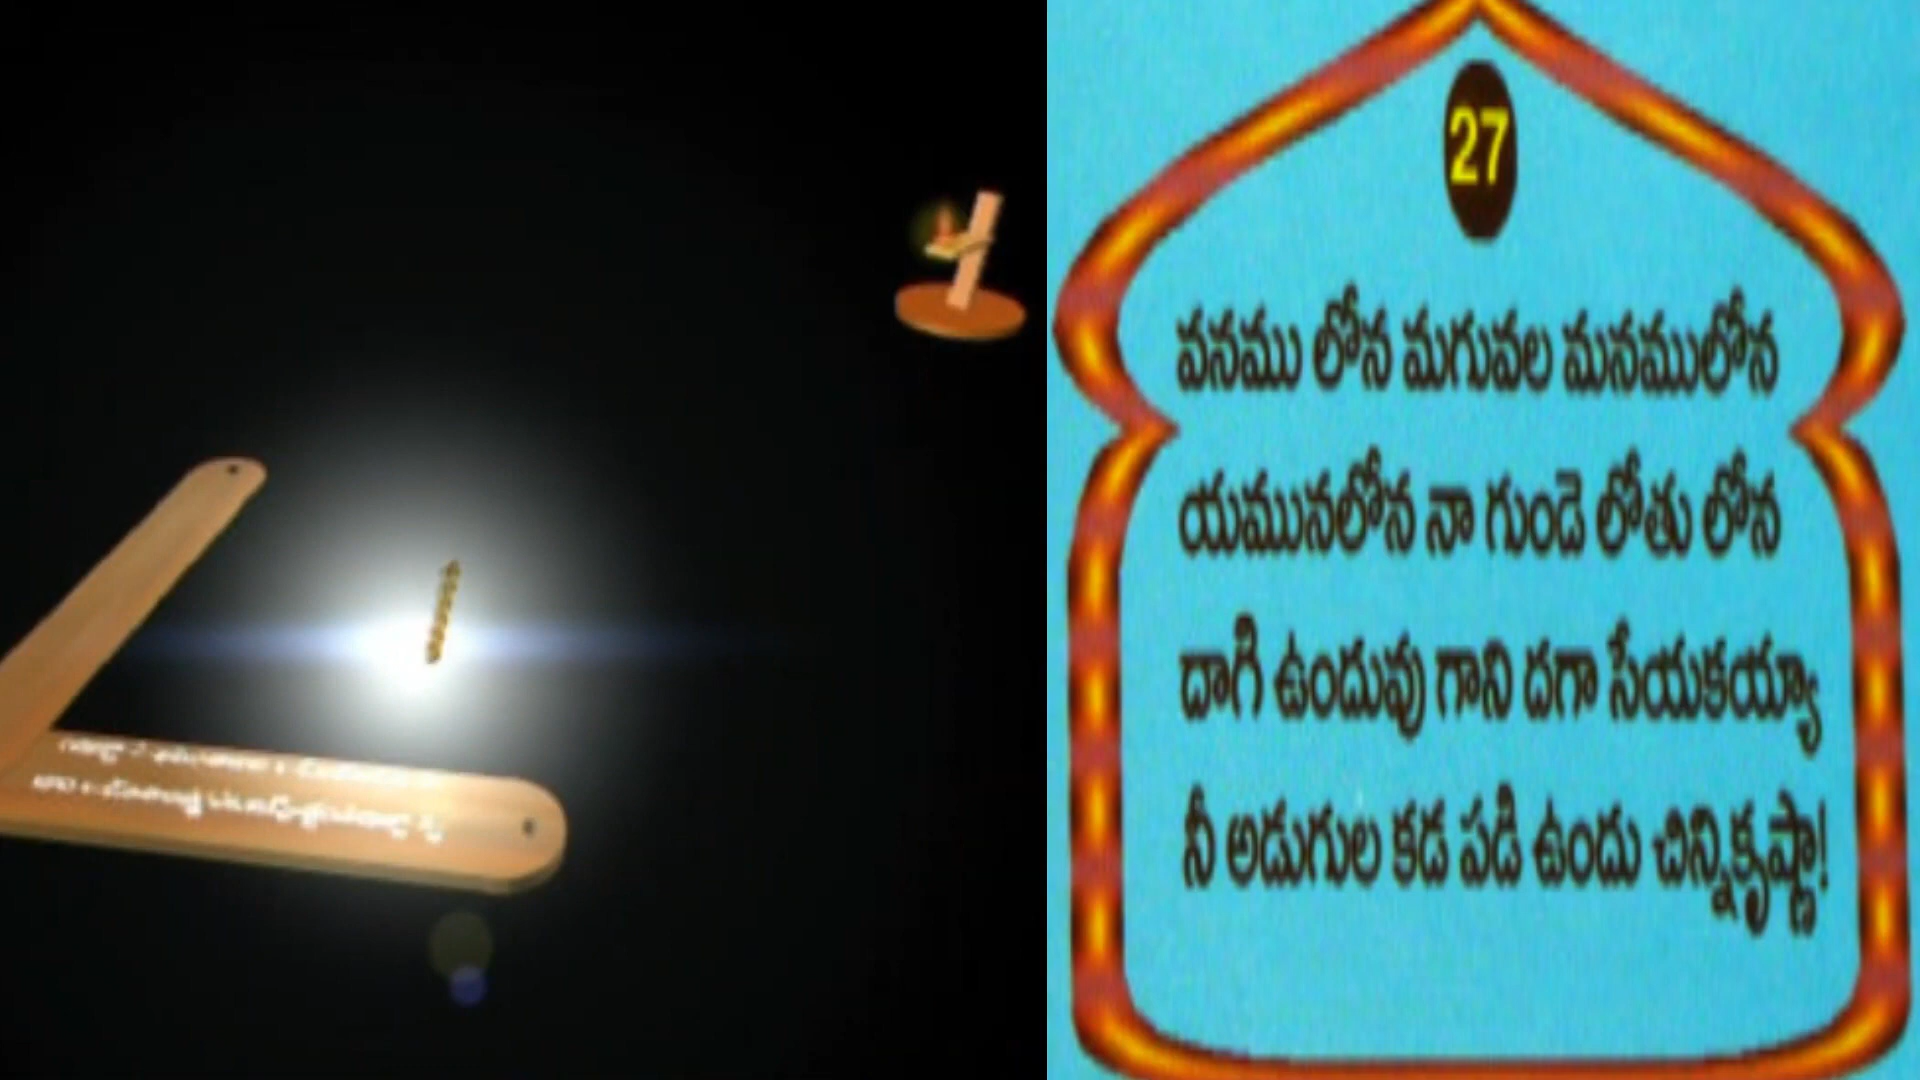 27
వనము లోన మగువల మనములోన
యమునలోన నా గుండె లోతు లోన
దాగి ఉందువు గాని దగా సేయకయ్యా
నీ అడుగుల కడ పడి ఉందు చిన్నికృష్ణా!